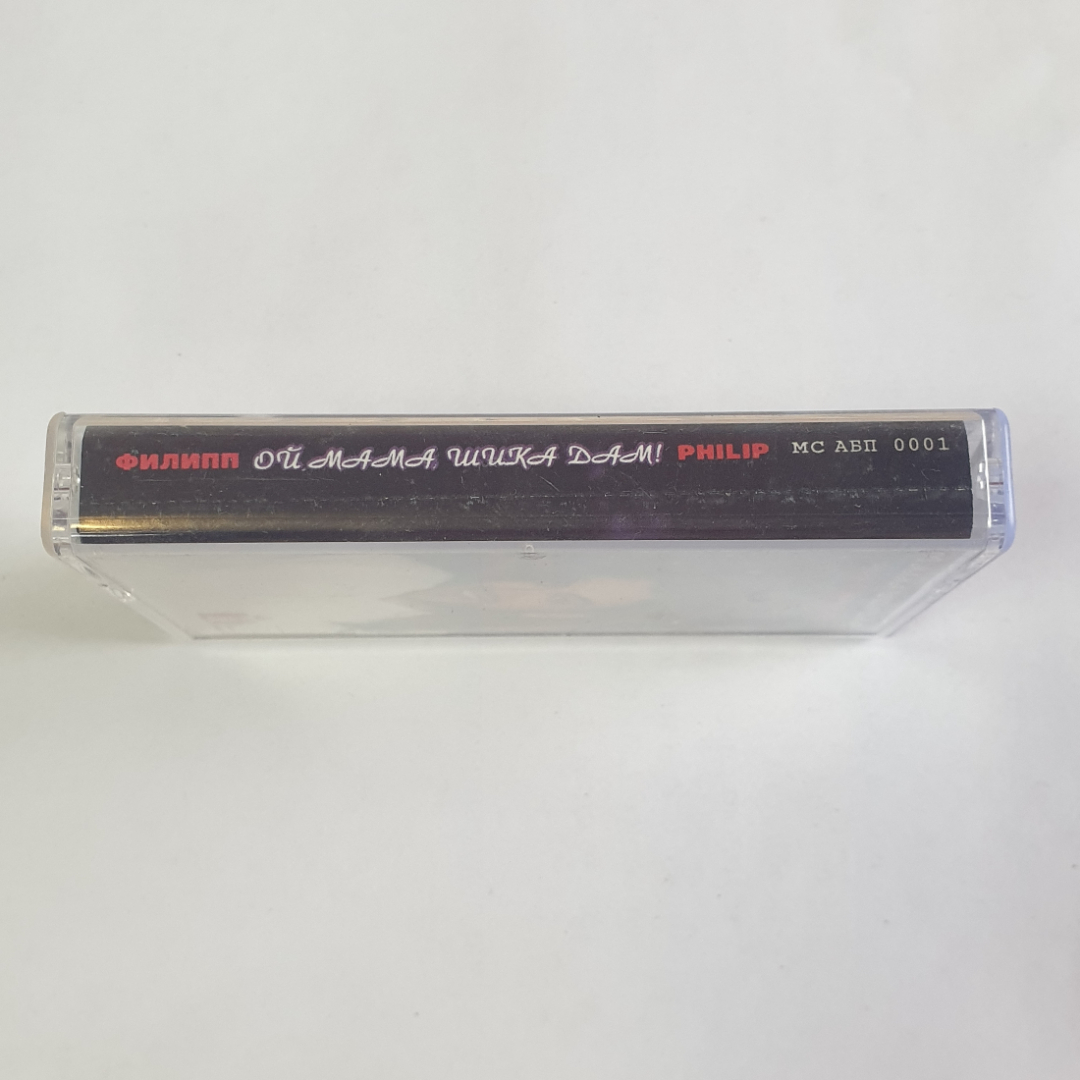 ФИЛИПП ОЙ, МАМА, ШИКА ДАМ! PHILIP МС АБП 0001